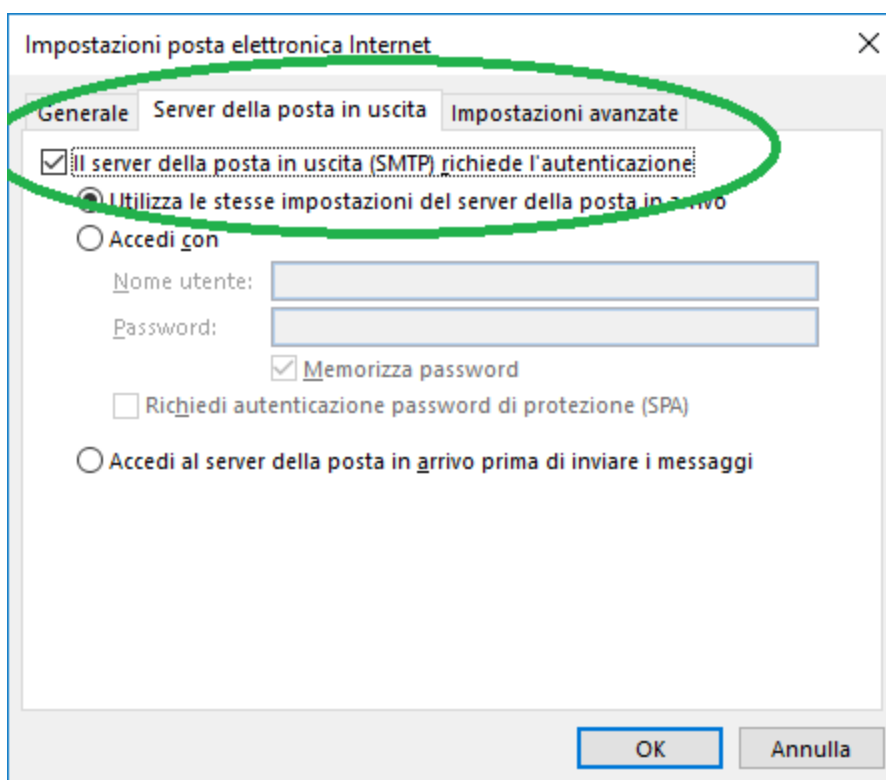 Impostazioni posta elettronica Internet
Generale Server della posta in uscita Impostazioni avanzate
Il server della posta in uscita (SMTP) richiede l'autenticazione
Utilizza le stesse impostazioni del server della posta in arrivo
Accedi con
Nome utente:
Password:
Memorizza password
Richiedi autenticazione password di protezione (SPA)
Accedi al server della posta in arrivo prima di inviare i messaggi
OK Annulla